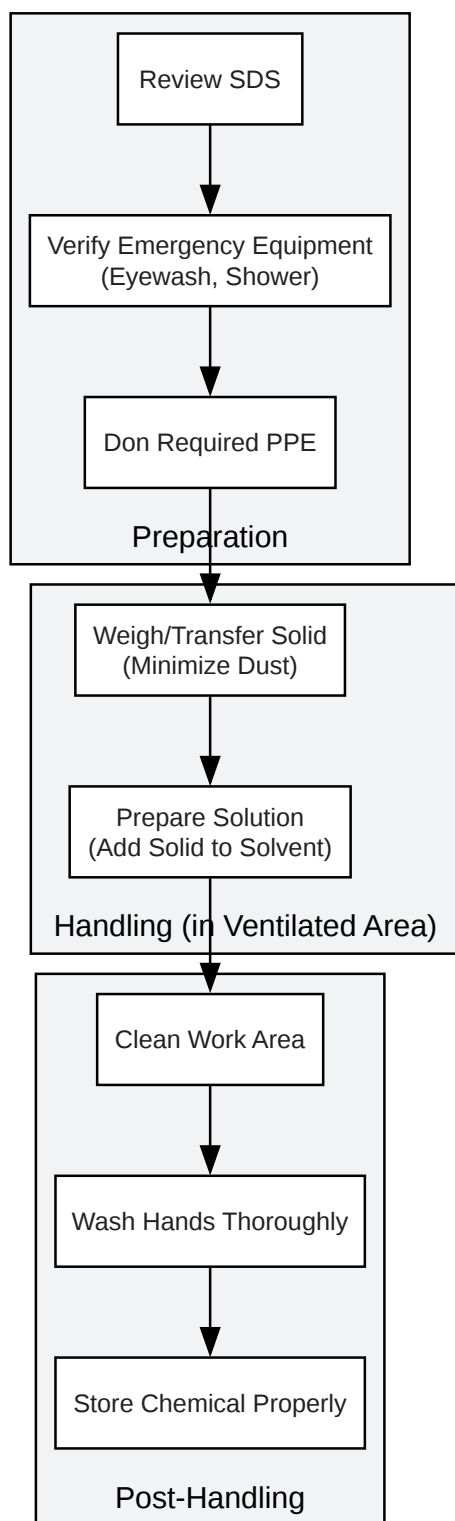 Review SDS
Verify Emergency Equipment
(Eyewash, Shower)
Don Required PPE
Preparation
Weigh/Transfer Solid
(Minimize Dust)
Prepare Solution
(Add Solid to Solvent)
Handling (in Ventilated Area)
Clean Work Area
Wash Hands Thoroughly
Store Chemical Properly
Post-Handling